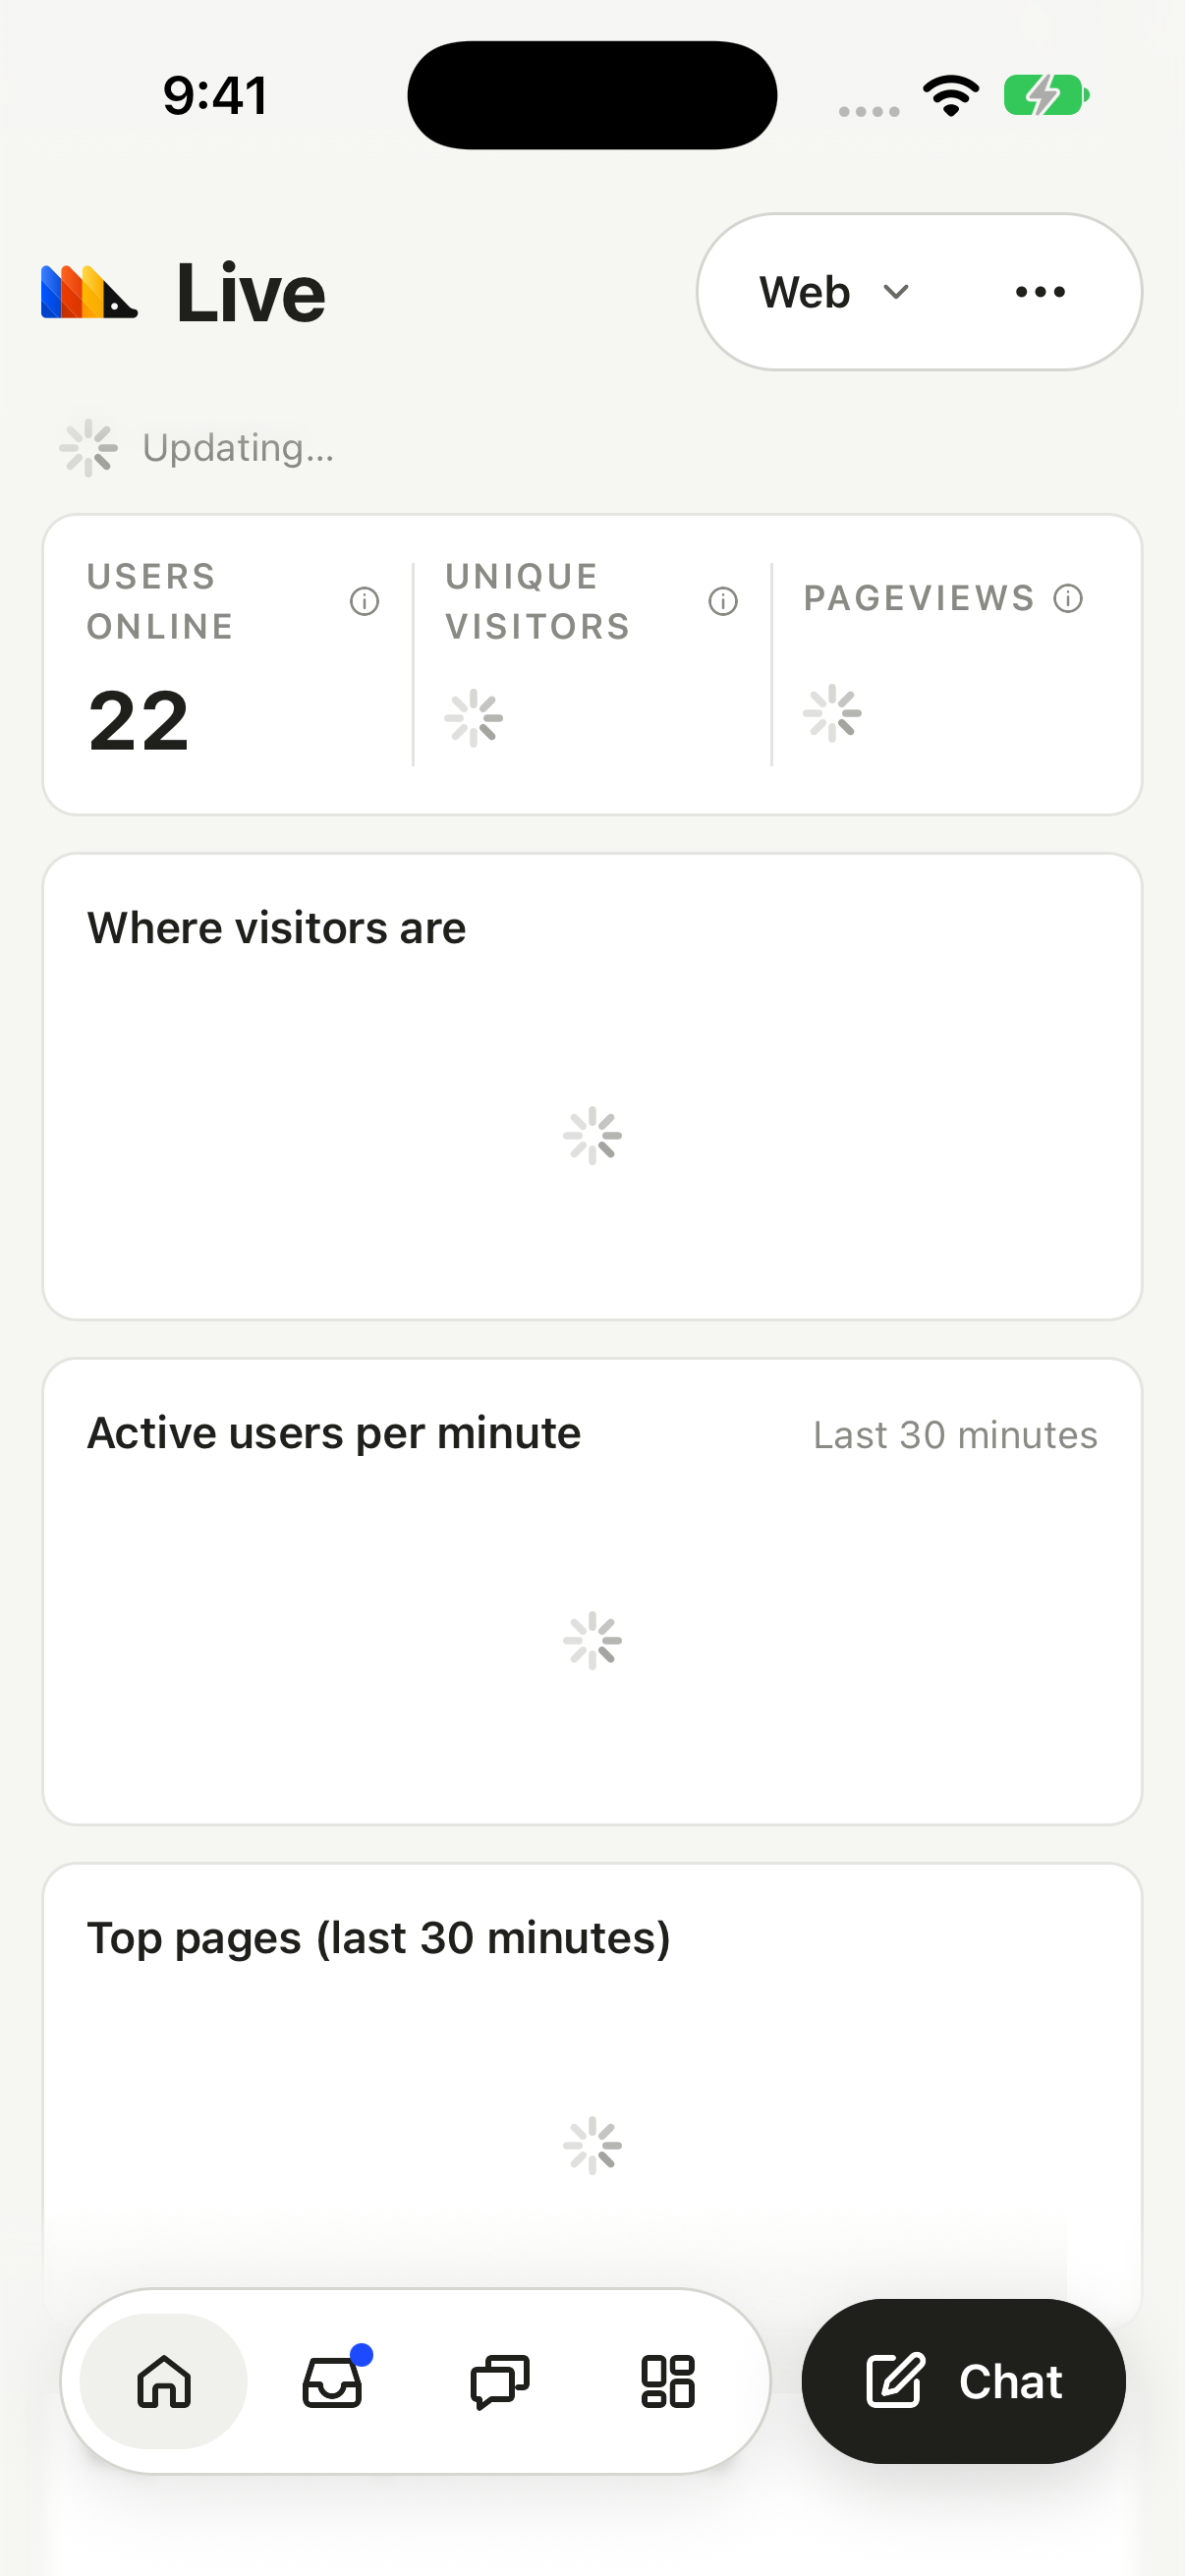 9:41
Live
Web
Updating...
USERS
ONLINE
UNIQUE
VISITORS
PAGEVIEWS
22
Where visitors are
Active users per minute
Last 30 minutes
Top pages (last 30 minutes)
Chat